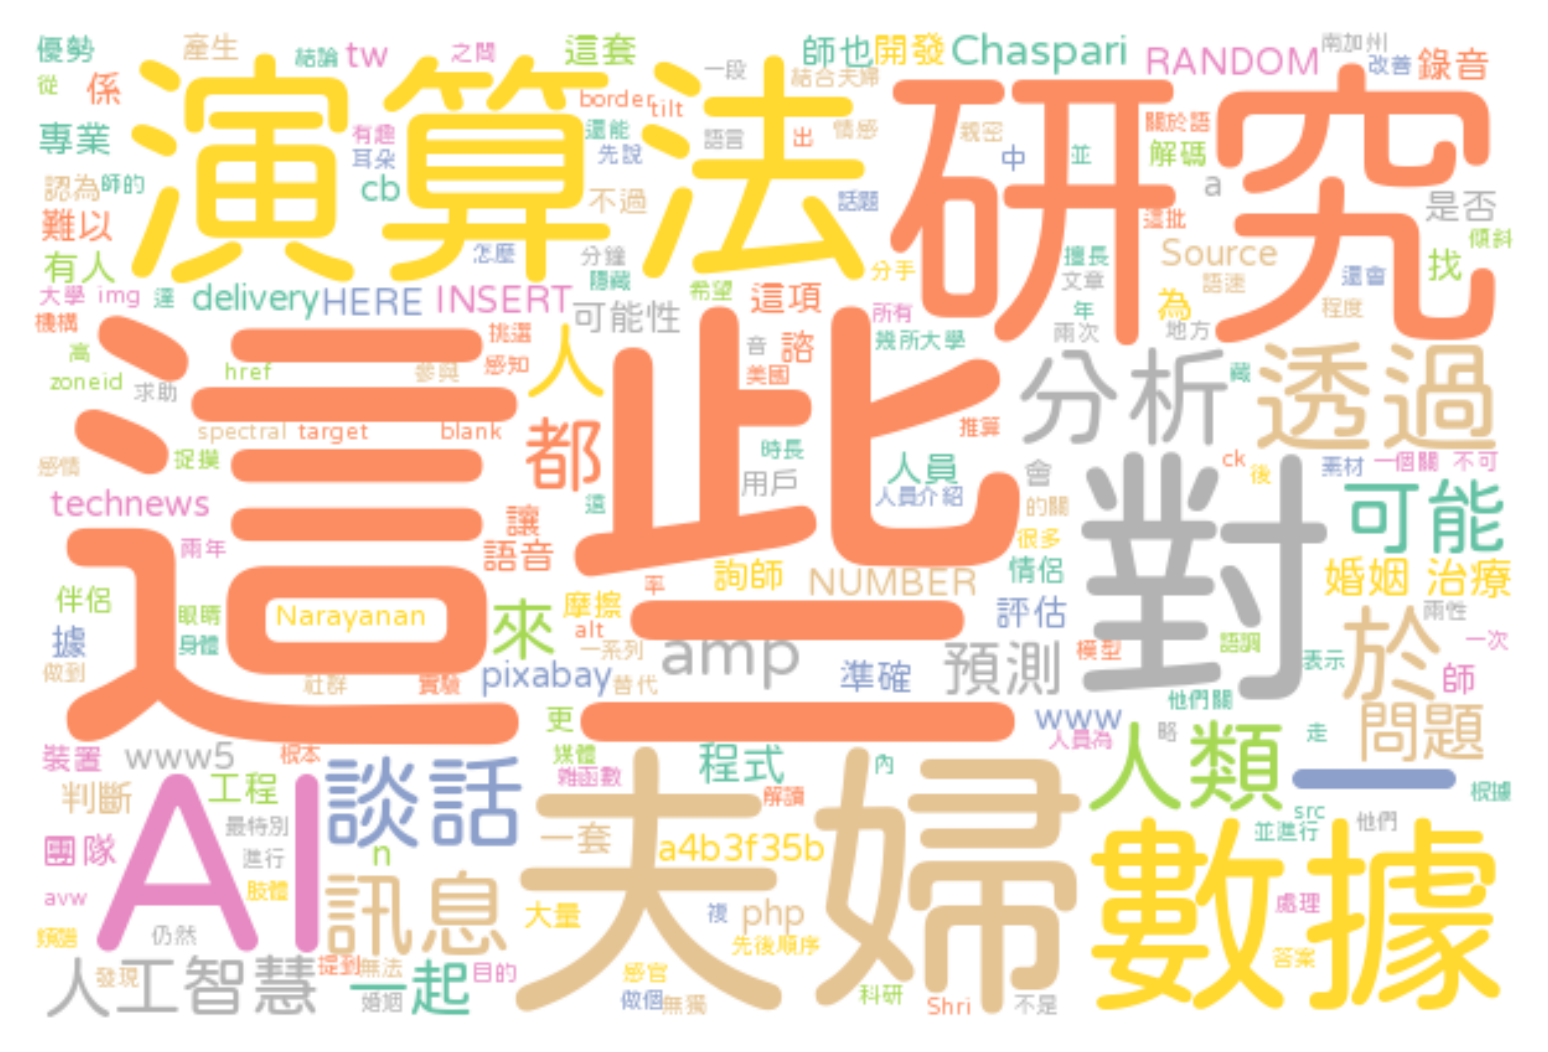 優勢
產生
結論
tw
之間
這套
一段
師也
開發
Chaspari
RANDOM
南加州
改善
錄音
從
係
演算法
border
tilt
結合夫婦
研究
專業
有趣
還能
語言
出
情感
親密
中
並
關於語
解碼
耳朵
先說
認為
師的
cb
不過
話題
a
是否
難以
這批
傾斜
有人
怎麼
分鐘
隱藏
分手
擅長
Source
文章
語速
還會
找
大學
img
達
delivery
HERE
INSERT
希望
這項
所有
年
為
程度
機構
可能性
幾所大學
兩次
地方
高
挑選
人
音
諮
zoneid
求助
href
參與
感知
美國
這些
分析
藏
透過
spectral
target
blank
都
時長
推算
感情
捉摸
用戶
人員
會
ck
後
素材
一個關
不可
technews
這
人員介紹
的關
對
可能
兩年
讓
語音
很多
伴侶
眼睛
Narayanan
來
摩擦
率
詢師
NUMBER
情侶
婚姻
治療
據
身體
alt
評估
語調
於
兩性
做到
一系列
amp
預測
模型
表示
師
一次
社群
實驗
pixabay
替代
準確
他們關
更
www
人員為
略
人類
走
問題
裝置
www5
根本
媒體
程式
內
一
根據
判斷
工程
談話
雜函數
解讀
夫婦
src
並進行
他們
團隊
最特別
進行
n
一套
a4b3f35b
數據
avw
AI
肢體
訊息
大量
複
php
處理
頻譜
仍然
先後順序
答案
人工智慧
發現
提到
無法
婚姻
一起
目的
感官
做個
無獨
科研
Shri
不是